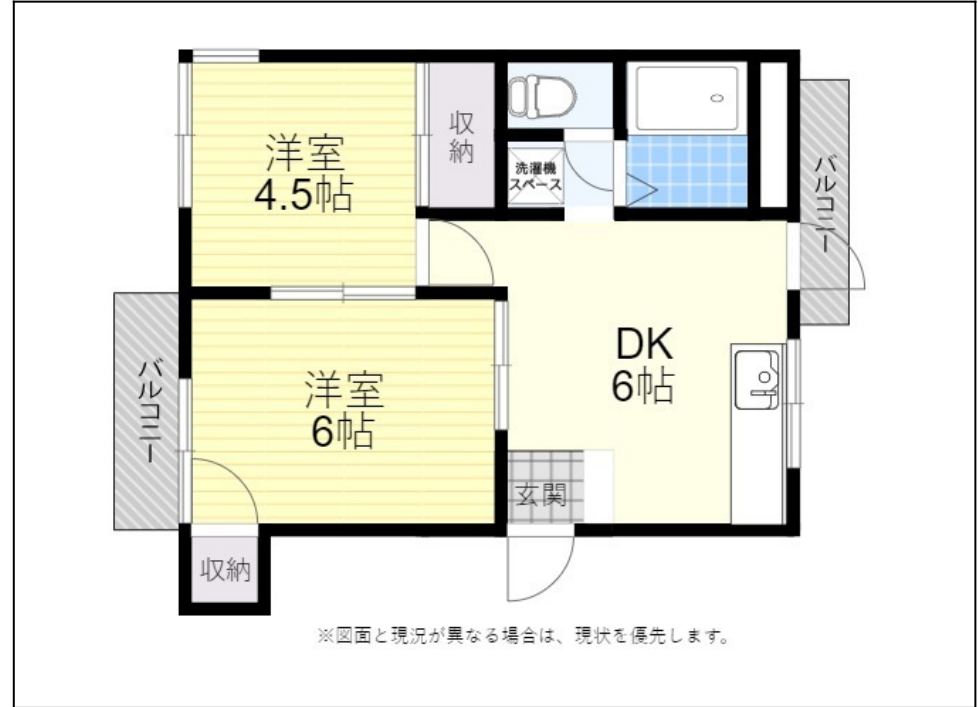 洋室
4.5帖
収納
洗濯機
スペース
バルコニー
DK
6帖
洋室
6帖
バルコニー
玄関
収納
※図面と現況が異なる場合は、現状を優先します。